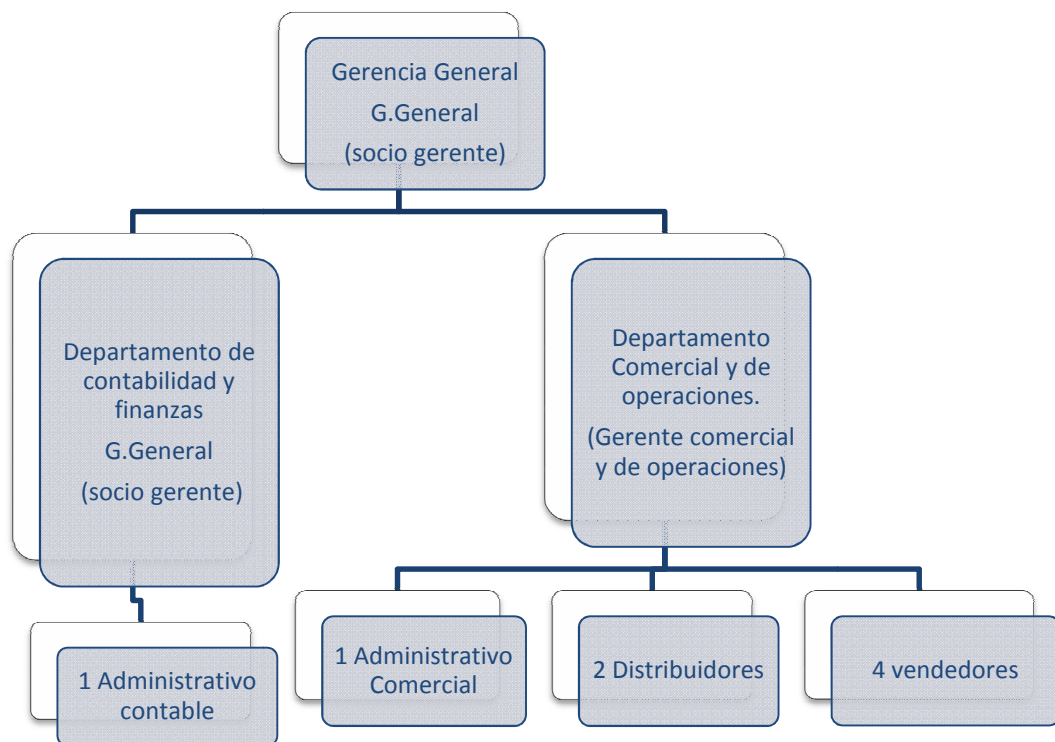 Gerencia General
G.General
(socio gerente)
Departamento de
contabilidad y
finanzas
G.General
(socio gerente)
Departamento
Comercial y de
operaciones.
(Gerente comercial
y de operaciones)
1 Administrativo
contable
1 Administrativo
Comercial
2 Distribuidores
4 vendedores